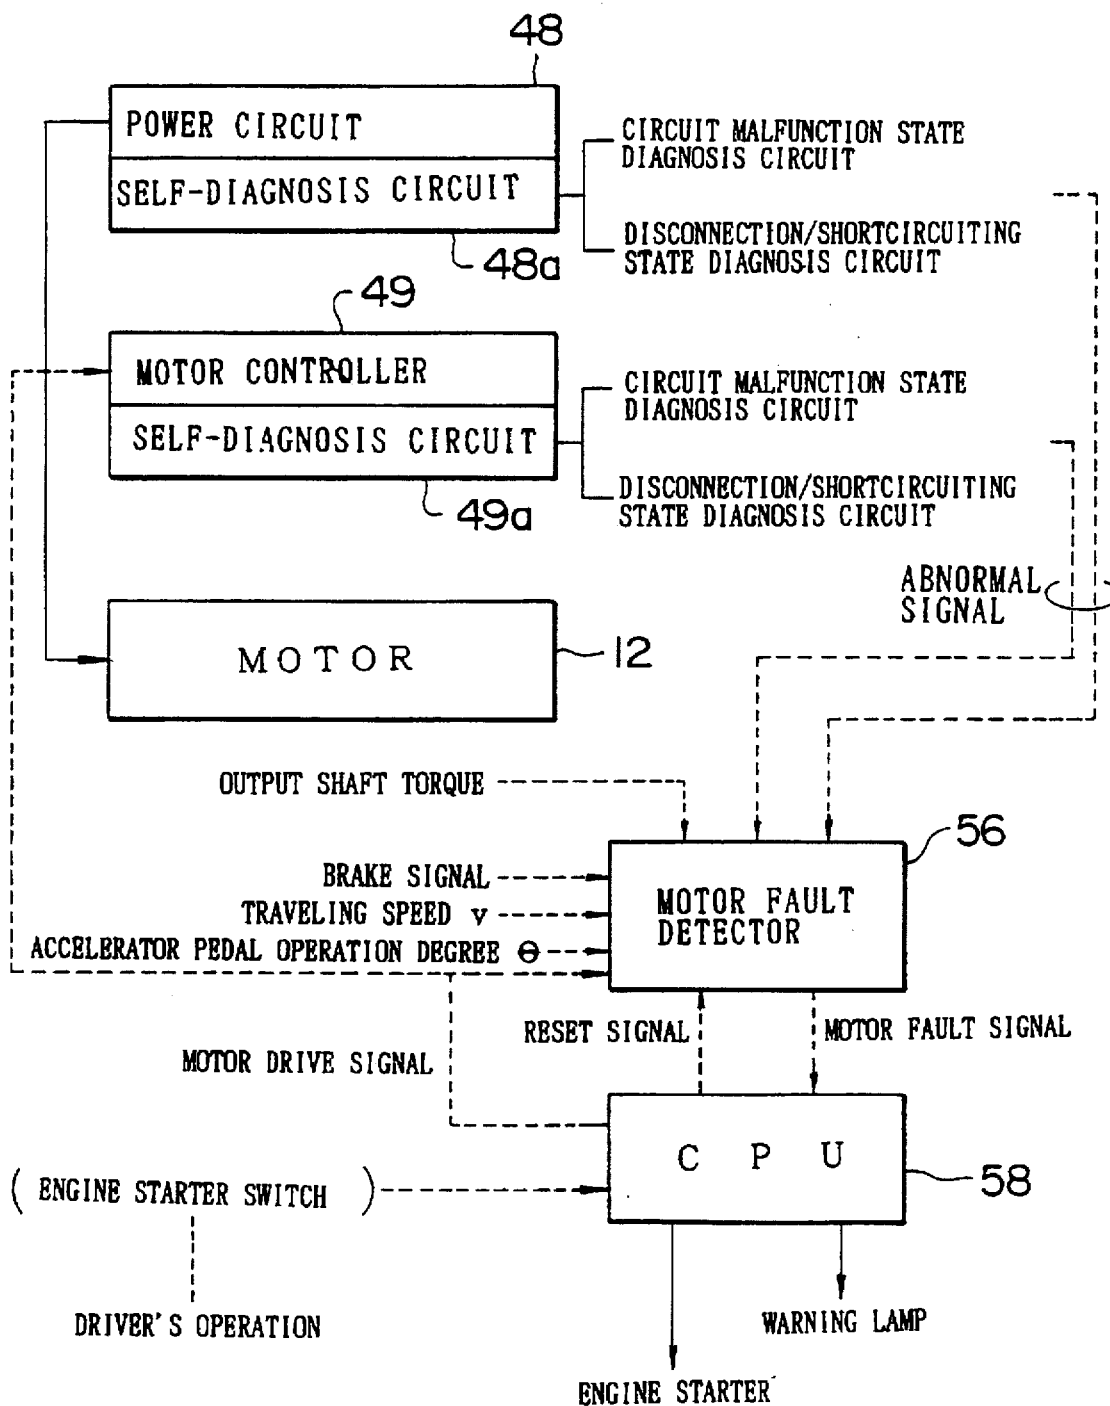 48
POWER CIRCUIT
SELF-DIAGNOSIS CIRCUIT
48a
CIRCUIT MALFUNCTION STATE
DIAGNOSIS CIRCUIT
DISCONNECTION/SHORTCIRCUITING
STATE DIAGNOSIS CIRCUIT
49
MOTOR CONTROLLER
SELF-DIAGNOSIS CIRCUIT
49a
CIRCUIT MALFUNCTION STATE
DIAGNOSIS CIRCUIT
DISCONNECTION/SHORTCIRCUITING
STATE DIAGNOSIS CIRCUIT
ABNORMAL
SIGNAL
MOTOR
12
OUTPUT SHAFT TORQUE
56
BRAKE SIGNAL
TRAVELING SPEED v
ACCELERATOR PEDAL OPERATION DEGREE Θ
MOTOR FAULT
DETECTOR
RESET SIGNAL
MOTOR FAULT SIGNAL
MOTOR DRIVE SIGNAL
CPU
58
(ENGINE STARTER SWITCH)
DRIVER'S OPERATION
WARNING LAMP
ENGINE STARTER